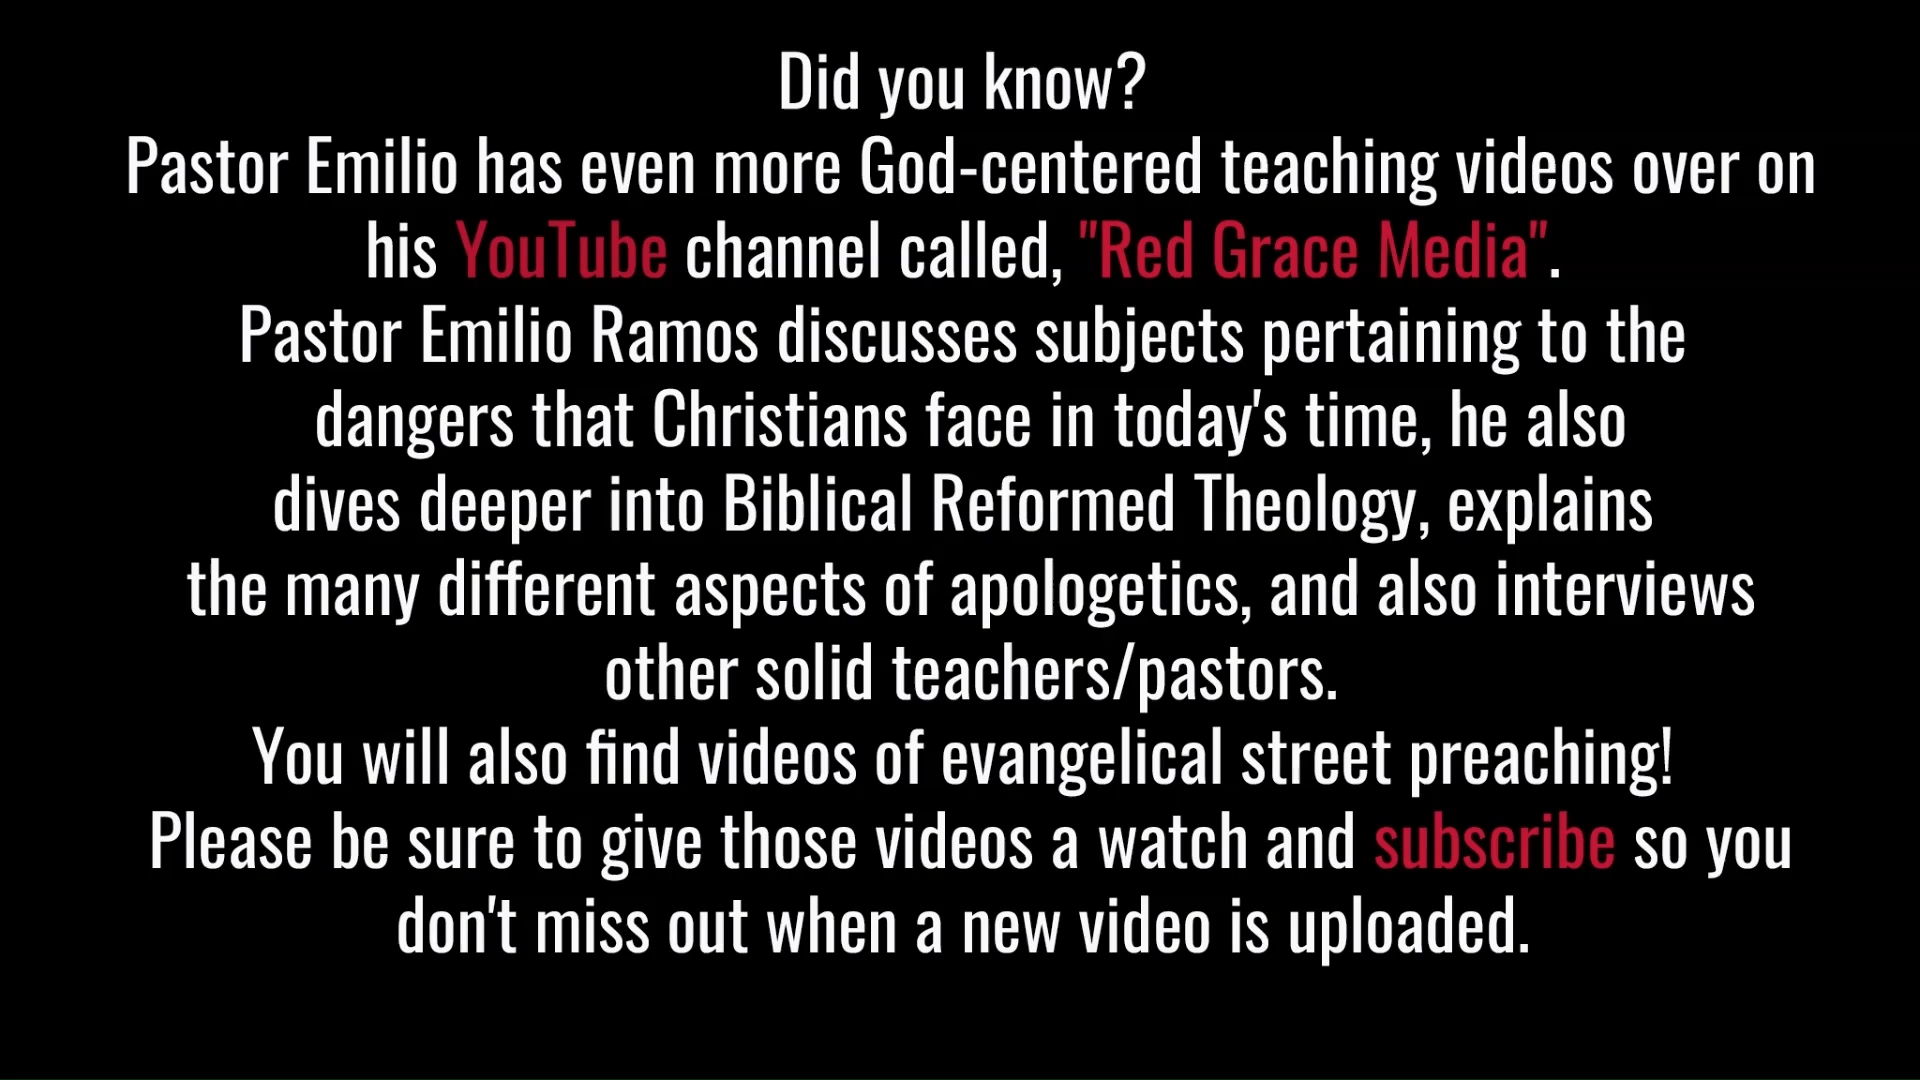 Did you know?
Pastor Emilio has even more God-centered teaching videos over on
his YouTube channel called, "Red Grace Media".
Pastor Emilio Ramos discusses subjects pertaining to the
dangers that Christians face in today's time, he also
dives deeper into Biblical Reformed Theology, explains
the many different aspects of apologetics, and also interviews
other solid teachers/pastors.
You will also find videos of evangelical street preaching!
Please be sure to give those videos a watch and subscribe so you
don't miss out when a new video is uploaded.